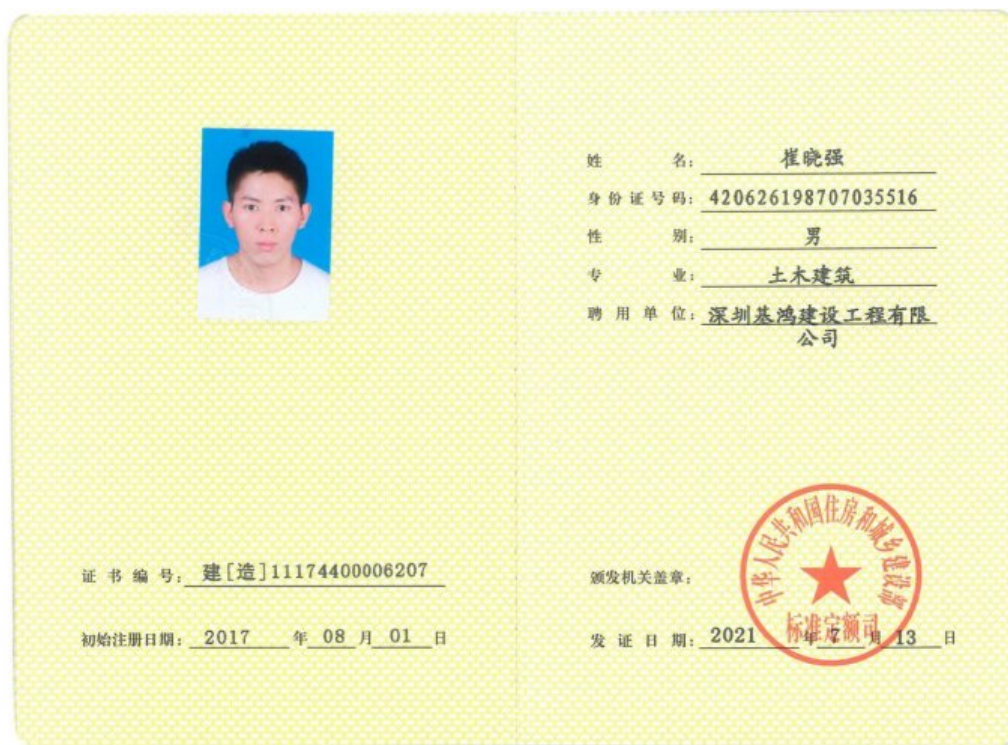 证书编号: 建[造]11174400006207
初始注册日期: 2017 年 08 月 01 日
姓名: 崔晓强
身份证号码: 420626198707035516
性别: 男
专业: 土木建筑
聘用单位: 深圳基鸿建设工程有限
公司
中华人民共和国住房和城乡建设部
标准定额司
颁发机关盖章:
发证日期: 2021 年 7 月 13 日